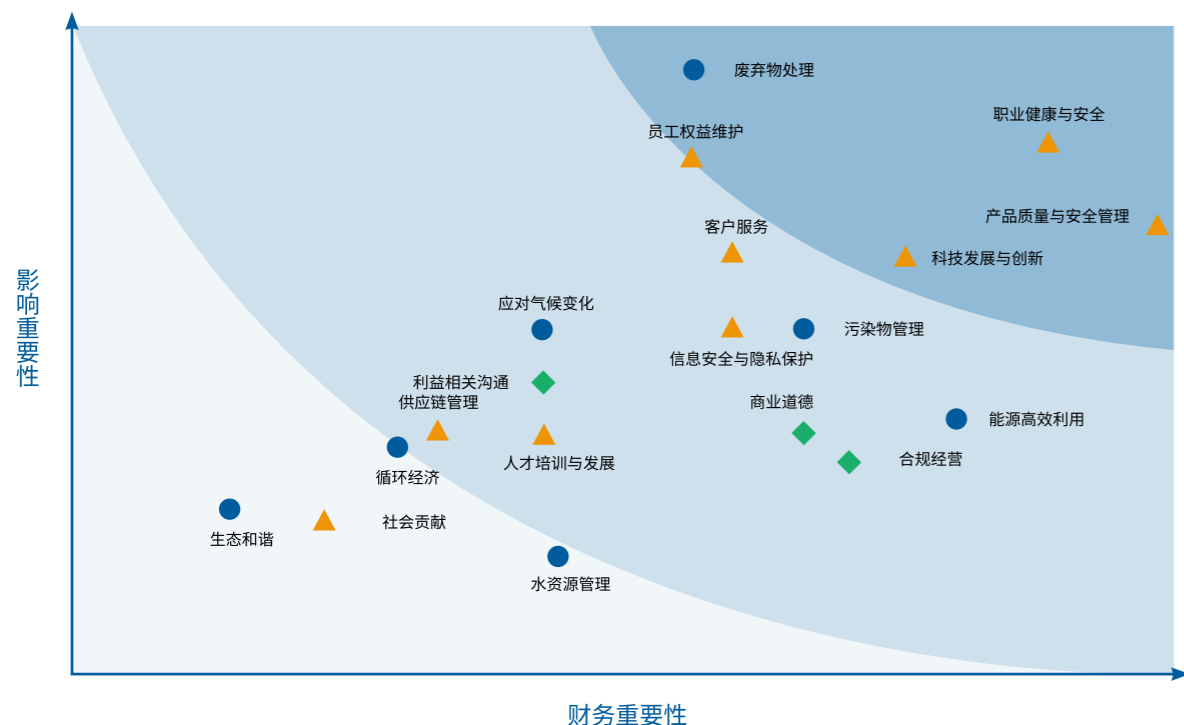 废弃物处理
职业健康与安全
员工权益维护
产品质量与安全管理
客户服务
科技发展与创新
影响重要性
应对气候变化
污染物管理
信息安全与隐私保护
利益相关沟通
供应链管理
商业道德
能源高效利用
人才培训与发展
合规经营
循环经济
社会贡献
生态和谐
水资源管理
财务重要性